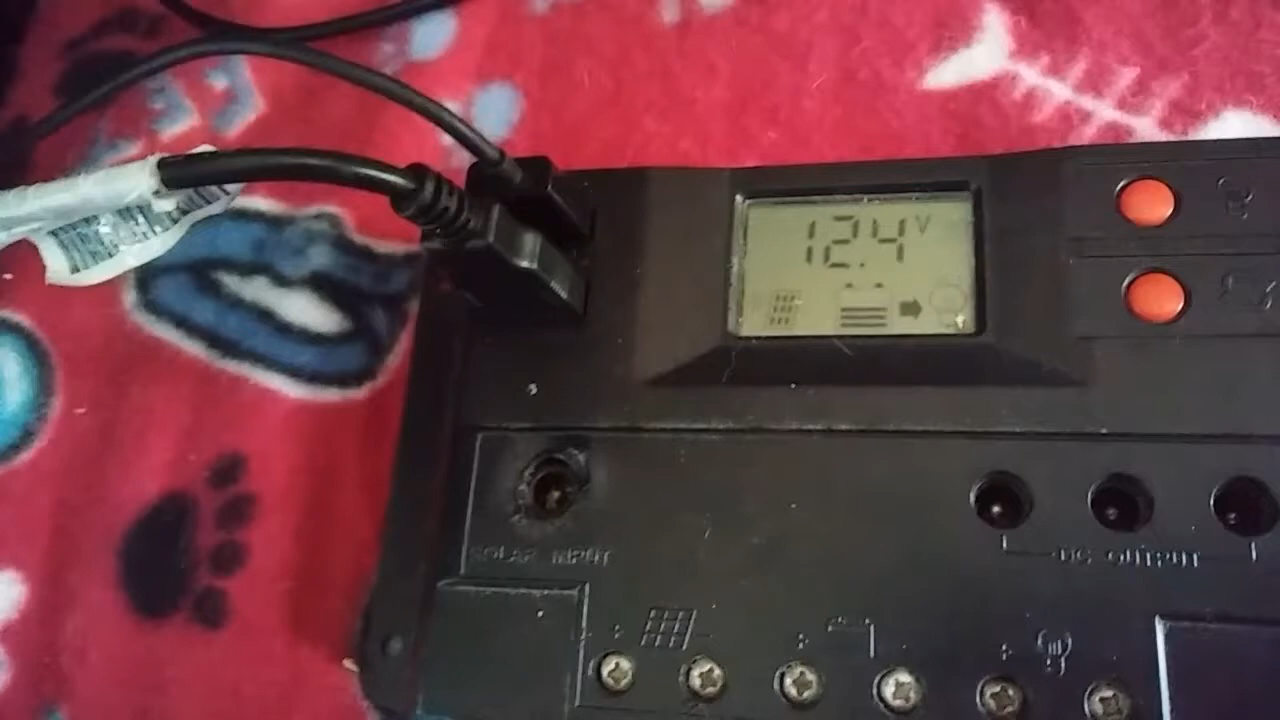 12.4V
SOLAR INPUT
DC OUTPUT
+ -
+ -
+